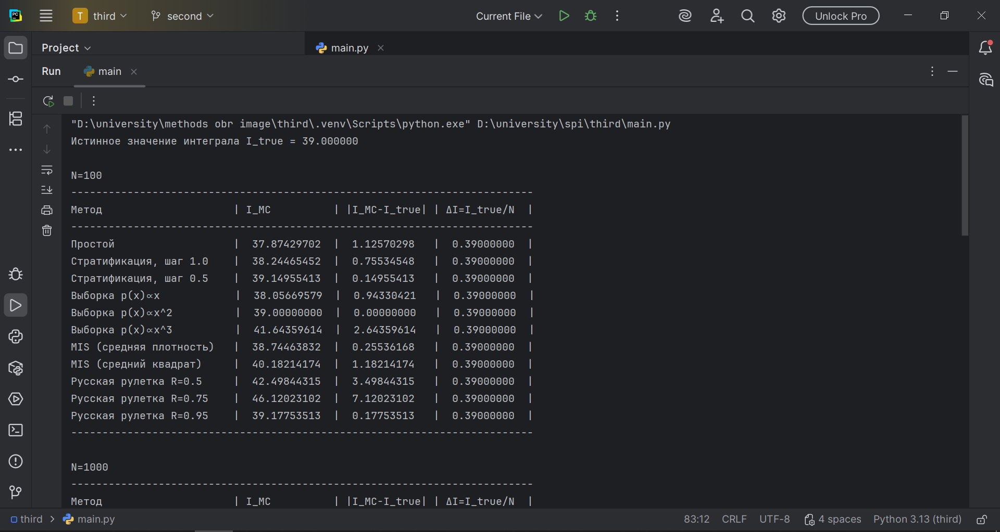 PC T third second Current File Unlock Pro
Project main.py
Run main
"D:\university\methods obr image\third\.venv\Scripts\python.exe" D:\university\spi\third\main.py
Истинное значение интеграла I_true = 39.000000
N=100
--------------------------------------------------------------------------
Метод | I_MC | |I_MC-I_true| | ΔI=I_true/N |
--------------------------------------------------------------------------
Простой | 37.87429702 | 1.12570298 | 0.39000000 |
Стратификация, шаг 1.0 | 38.24465452 | 0.75534548 | 0.39000000 |
Стратификация, шаг 0.5 | 39.14955413 | 0.14955413 | 0.39000000 |
Выборка p(x)∝x | 38.05669579 | 0.94330421 | 0.39000000 |
Выборка p(x)∝x^2 | 39.00000000 | 0.00000000 | 0.39000000 |
Выборка p(x)∝x^3 | 41.64359614 | 2.64359614 | 0.39000000 |
MIS (средняя плотность) | 38.74463832 | 0.25536168 | 0.39000000 |
MIS (средний квадрат) | 40.18214174 | 1.18214174 | 0.39000000 |
Русская рулетка R=0.5 | 42.49844315 | 3.49844315 | 0.39000000 |
Русская рулетка R=0.75 | 46.12023102 | 7.12023102 | 0.39000000 |
Русская рулетка R=0.95 | 39.17753513 | 0.17753513 | 0.39000000 |
--------------------------------------------------------------------------
N=1000
--------------------------------------------------------------------------
Метод | I_MC | |I_MC-I_true| | ΔI=I_true/N |
third > main.py 83:12 CRLF UTF-8 4 spaces Python 3.13 (third)